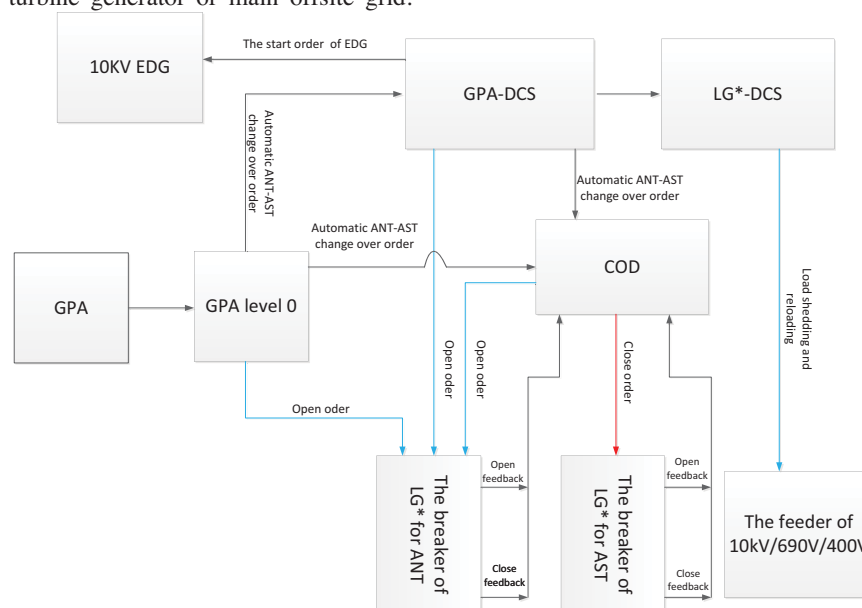 turbine generator or main offsite grid.
The start order of EDG
10KV EDG
GPA-DCS
LG*-DCS
Automatic ANT-AST
change over order
Automatic ANT-AST
change over order
Automatic ANT-AST
change over order
GPA
GPA level 0
COD
Load shedding and
reloading
Open oder
Open oder
Open oder
Close order
The breaker of
LG* for ANT
Open
feedback
Close
feedback
The breaker of
LG* for AST
Open
feedback
Close
feedback
The feeder of
10kV/690V/400V